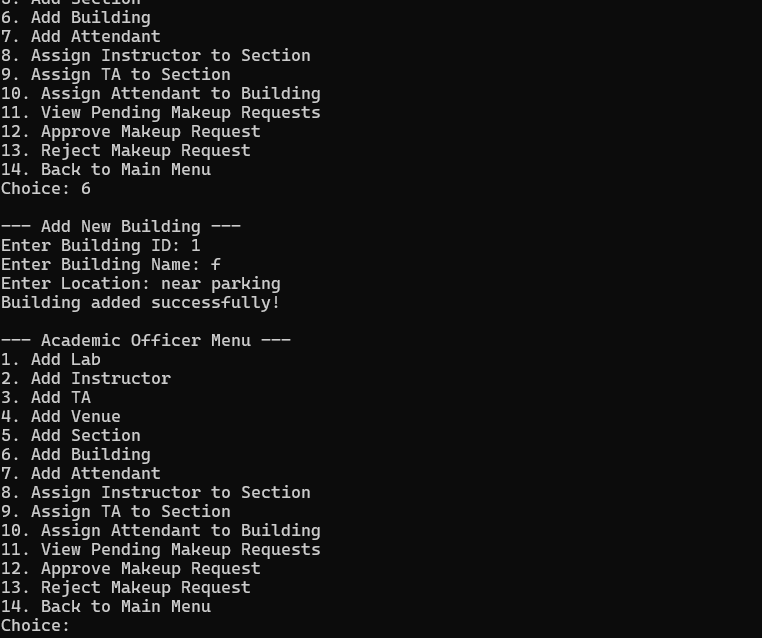 5. Add Section
6. Add Building
7. Add Attendant
8. Assign Instructor to Section
9. Assign TA to Section
10. Assign Attendant to Building
11. View Pending Makeup Requests
12. Approve Makeup Request
13. Reject Makeup Request
14. Back to Main Menu
Choice: 6
--- Add New Building ---
Enter Building ID: 1
Enter Building Name: f
Enter Location: near parking
Building added successfully!
--- Academic Officer Menu ---
1. Add Lab
2. Add Instructor
3. Add TA
4. Add Venue
5. Add Section
6. Add Building
7. Add Attendant
8. Assign Instructor to Section
9. Assign TA to Section
10. Assign Attendant to Building
11. View Pending Makeup Requests
12. Approve Makeup Request
13. Reject Makeup Request
14. Back to Main Menu
Choice: